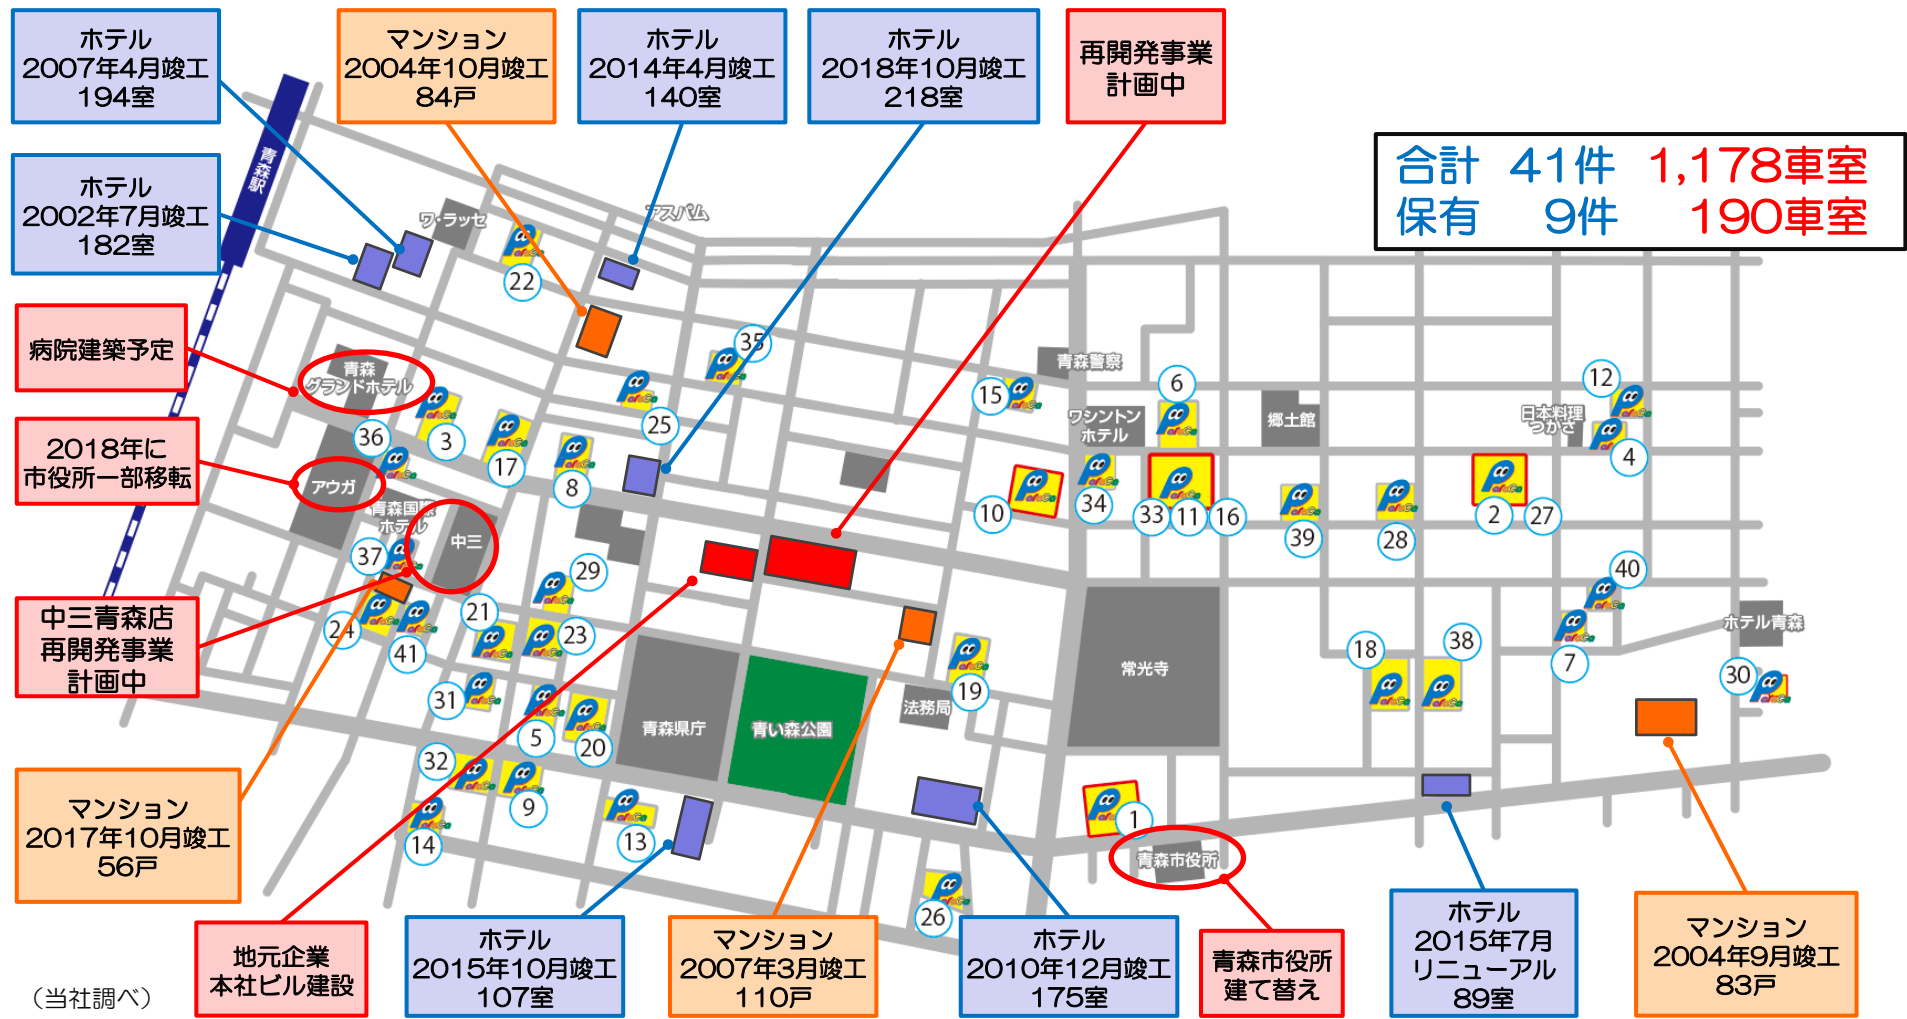 ホテル
2007年4月竣工
194室
マンション
2004年10月竣工
84戸
ホテル
2014年4月竣工
140室
ホテル
2018年10月竣工
218室
再開発事業
計画中
合計 41件 1,178車室
保有 9件 190車室
ホテル
2002年7月竣工
182室
青森駅
ワ・ラッセ
アスパム
22
病院建築予定
青森
グランドホテル
35
青森警察
15
6
12
ワシントン
ホテル
郷土館
日本料理
つかさ
4
36
3
17
25
8
2018年に
市役所一部移転
アウガ
青森国際
ホテル
中三
10
34
33
11
16
39
28
2
27
37
29
40
中三青森店
再開発事業
計画中
24
41
21
23
18
38
7
ホテル青森
30
31
5
20
青森県庁
青い森公園
法務局
19
常光寺
32
9
14
13
1
青森市役所
26
マンション
2017年10月竣工
56戸
地元企業
本社ビル建設
ホテル
2015年10月竣工
107室
マンション
2007年3月竣工
110戸
ホテル
2010年12月竣工
175室
青森市役所
建て替え
ホテル
2015年7月
リニューアル
89室
マンション
2004年9月竣工
83戸
（当社調べ）